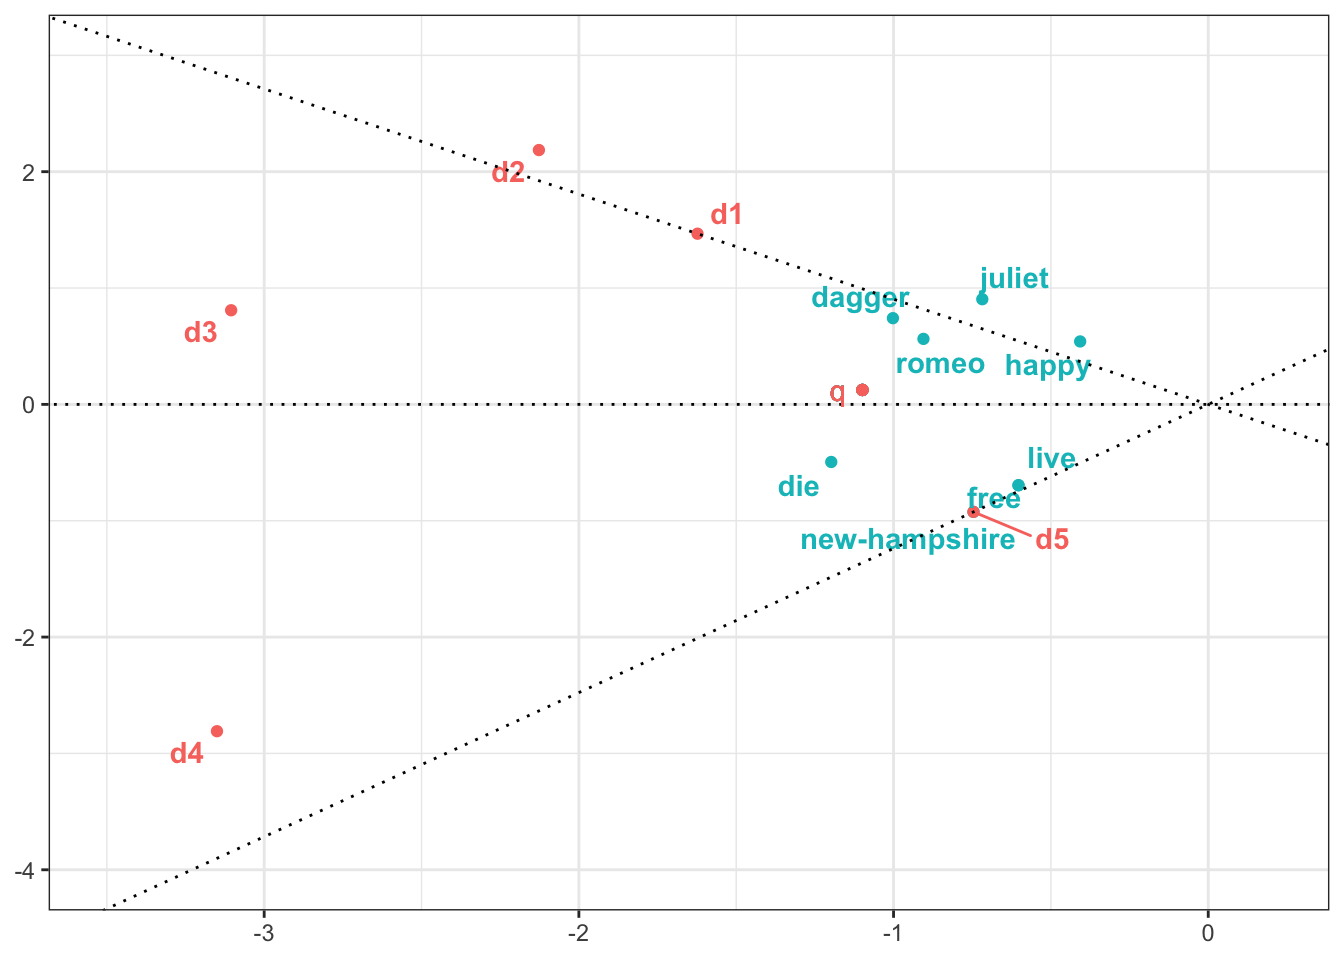 2
0
-2
-4
d2
d1
juliet
dagger
d3
romeo
happy
q
live
die
free
new-hampshire
d5
d4
-3
-2
-1
0